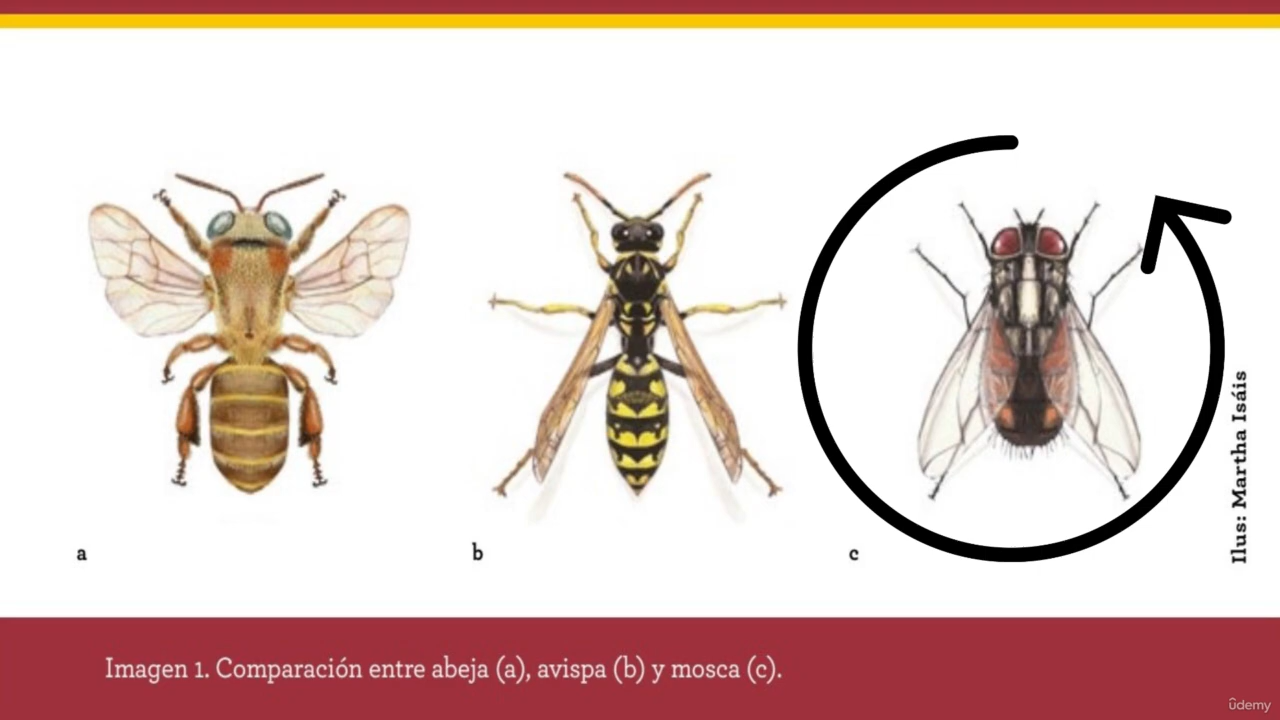 a
b
c
Ilus: Martha Isáis
Imagen 1. Comparación entre abeja (a), avispa (b) y mosca (c).
ûdemy